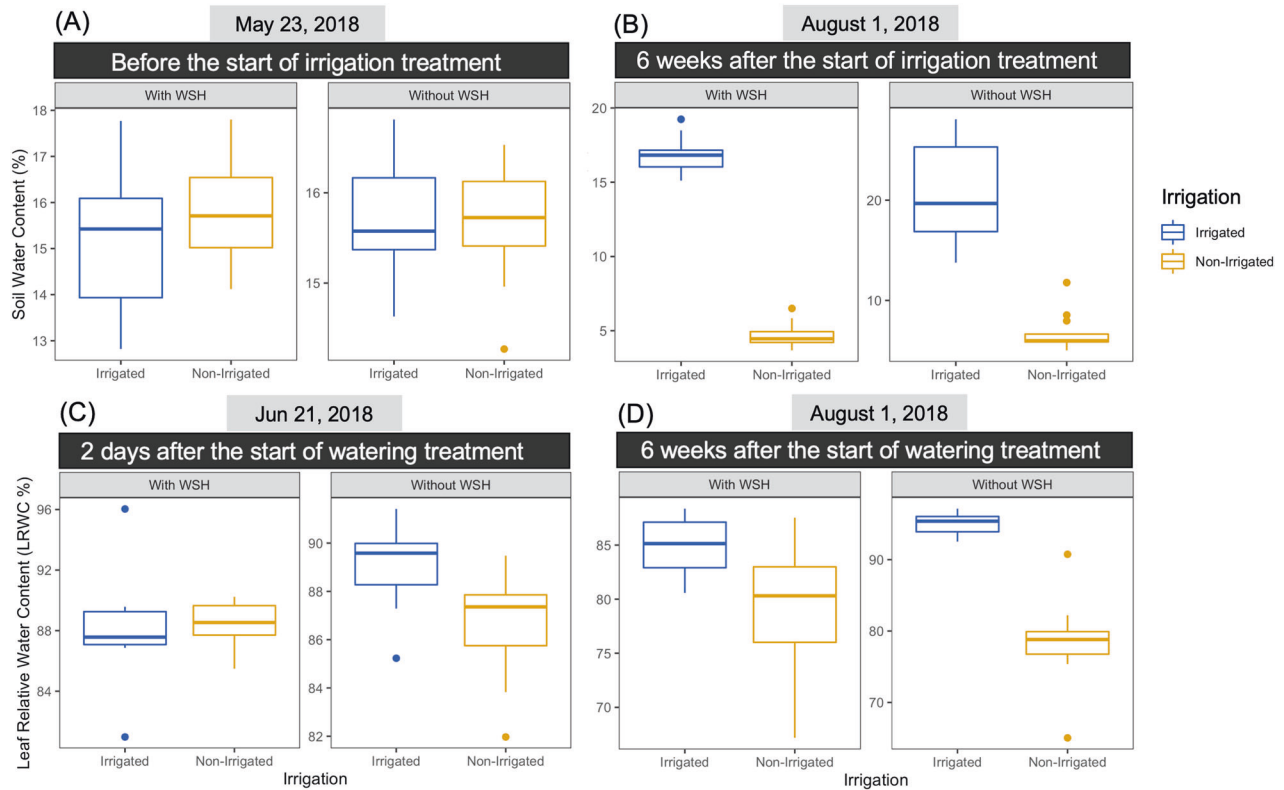 (A)
May 23, 2018
Before the start of irrigation treatment
With WSH
Without WSH
Soil Water Content (%)
18
17
16
15
14
13
16
15
Irrigated
Non-Irrigated
Irrigated
Non-Irrigated
(B)
August 1, 2018
6 weeks after the start of irrigation treatment
With WSH
Without WSH
20
15
10
5
20
10
Irrigated
Non-Irrigated
Irrigated
Non-Irrigated
Irrigation
Irrigated
Non-Irrigated
(C)
Jun 21, 2018
2 days after the start of watering treatment
With WSH
Without WSH
Leaf Relative Water Content (LRWC %)
96
92
88
84
90
88
86
84
82
Irrigated
Non-Irrigated
Irrigated
Non-Irrigated
Irrigation
(D)
August 1, 2018
6 weeks after the start of watering treatment
With WSH
Without WSH
85
80
75
70
90
80
70
Irrigated
Non-Irrigated
Irrigated
Non-Irrigated
Irrigation